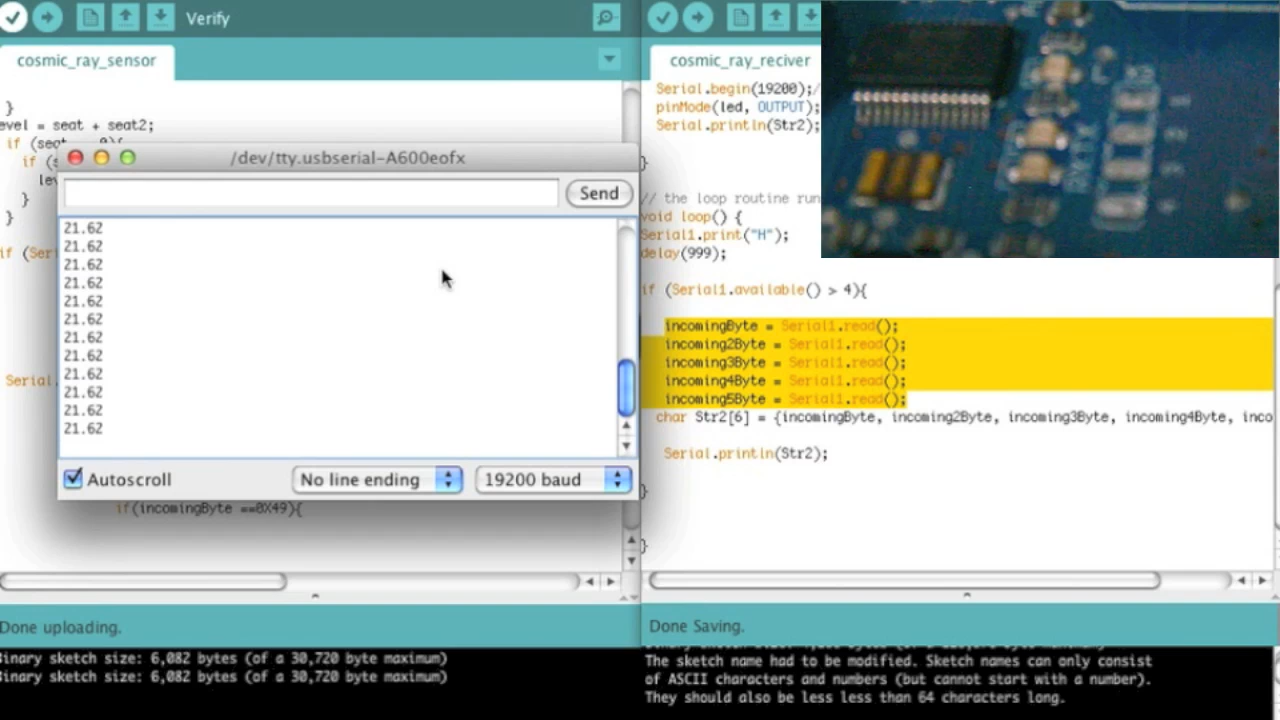 Verify
cosmic_ray_sensor
}
evel = seat + seat2;
if (sea
if (s
lev
}
}
if (Ser
Serial
/dev/tty.usbserial-A600eofx
Send
21.62
21.62
21.62
21.62
21.62
21.62
21.62
21.62
21.62
21.62
21.62
21.62
Autoscroll
No line ending
19200 baud
if(incomingByte ==0X49){
Done uploading.
Binary sketch size: 6,082 bytes (of a 30,720 byte maximum)
Binary sketch size: 6,082 bytes (of a 30,720 byte maximum)
cosmic_ray_reciver
Serial.begin(19200);/
pinMode(led, OUTPUT);
Serial.println(Str2);
}
// the loop routine run
void loop() {
Serial1.print("H");
delay(999);
if (Serial1.available() > 4){
incomingByte = Serial1.read();
incoming2Byte = Serial1.read();
incoming3Byte = Serial1.read();
incoming4Byte = Serial1.read();
incoming5Byte = Serial1.read();
char Str2[6] = {incomingByte, incoming2Byte, incoming3Byte, incoming4Byte, inco
Serial.println(Str2);
}
}
Done Saving.
The sketch name had to be modified. Sketch names can only consist
of ASCII characters and numbers (but cannot start with a number).
They should also be less less than 64 characters long.